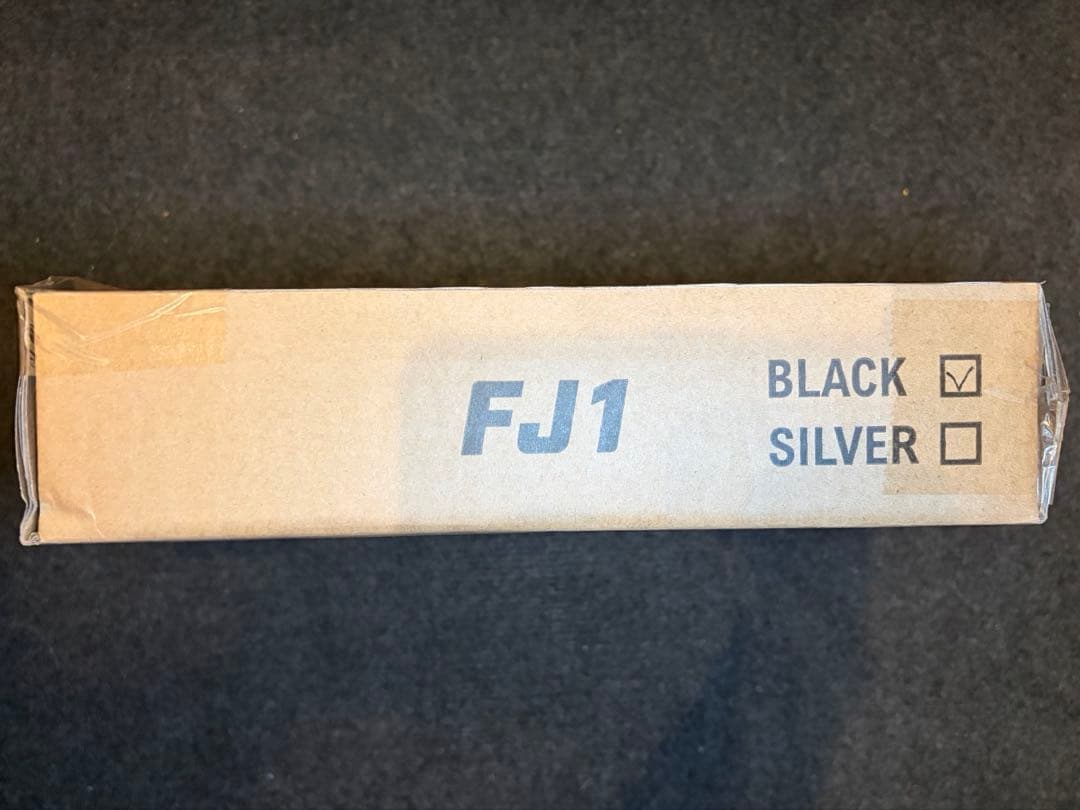 FJ1
BLACK ☑
SILVER ☐